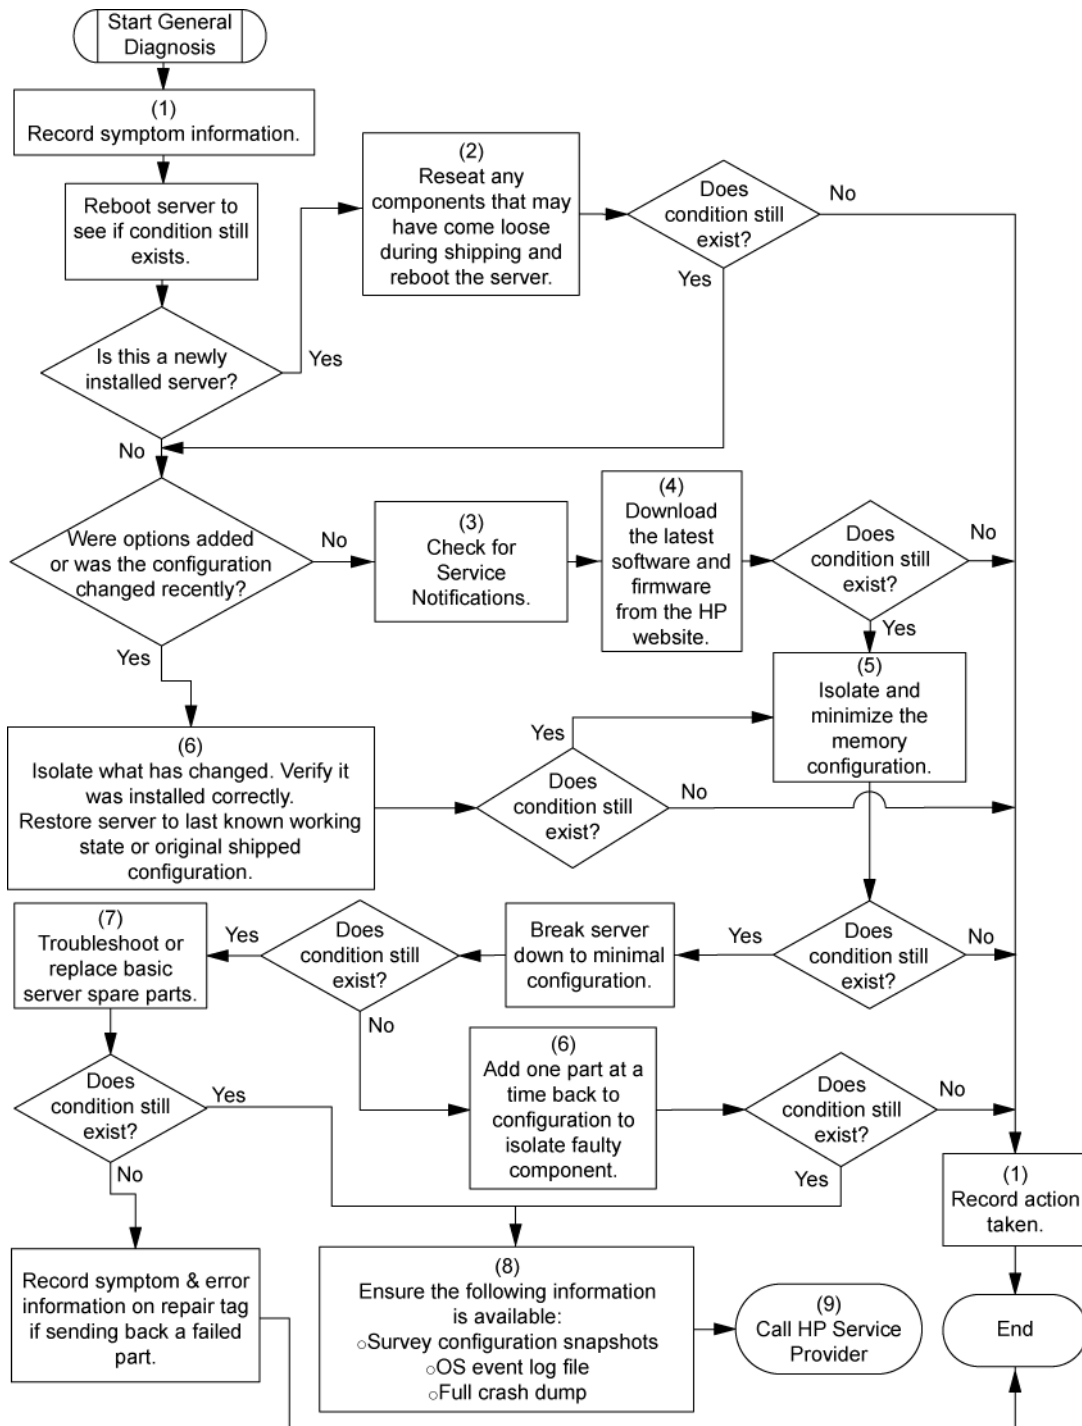 Start General
Diagnosis
(1)
Record symptom information.
Reboot server to
see if condition still
exists.
(2)
Reseat any
components that may
have come loose
during shipping and
reboot the server.
Does
condition still
exist?
No
Yes
Is this a newly
installed server?
Yes
No
Were options added
or was the configuration
changed recently?
No
(3)
Check for
Service
Notifications.
(4)
Download
the latest
software and
firmware
from the HP
website.
Does
condition still
exist?
No
Yes
Yes
(5)
Isolate and
minimize the
memory
configuration.
(6)
Isolate what has changed. Verify it
was installed correctly.
Restore server to last known working
state or original shipped
configuration.
Yes
Does
condition still
exist?
No
(7)
Troubleshoot or
replace basic
server spare parts.
Yes
Does
condition still
exist?
No
Break server
down to minimal
configuration.
Yes
Does
condition still
exist?
No
Does
condition still
exist?
Yes
No
(6)
Add one part at a
time back to
configuration to
isolate faulty
component.
Does
condition still
exist?
No
Yes
(1)
Record action
taken.
Record symptom & error
information on repair tag
if sending back a failed
part.
(8)
Ensure the following information
is available:
○Survey configuration snapshots
○OS event log file
○Full crash dump
(9)
Call HP Service
Provider
End